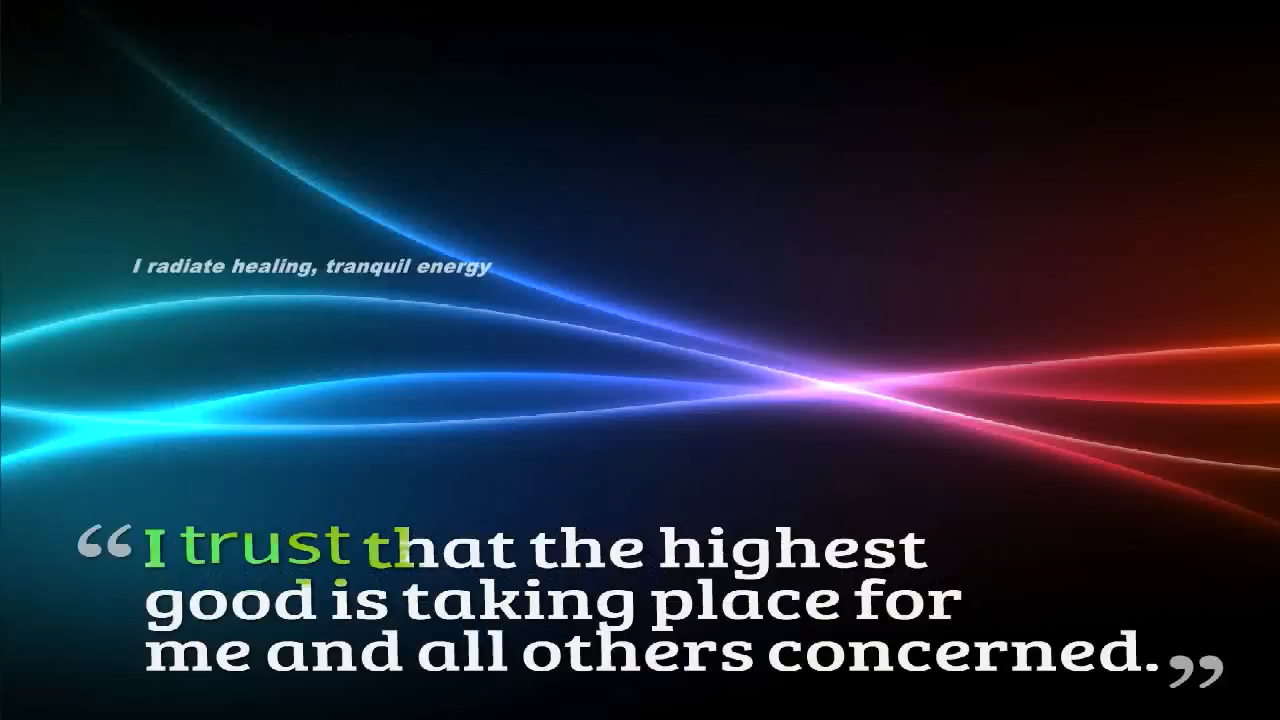 I radiate healing, tranquil energy
“I trust that the highest
good is taking place for
me and all others concerned.”